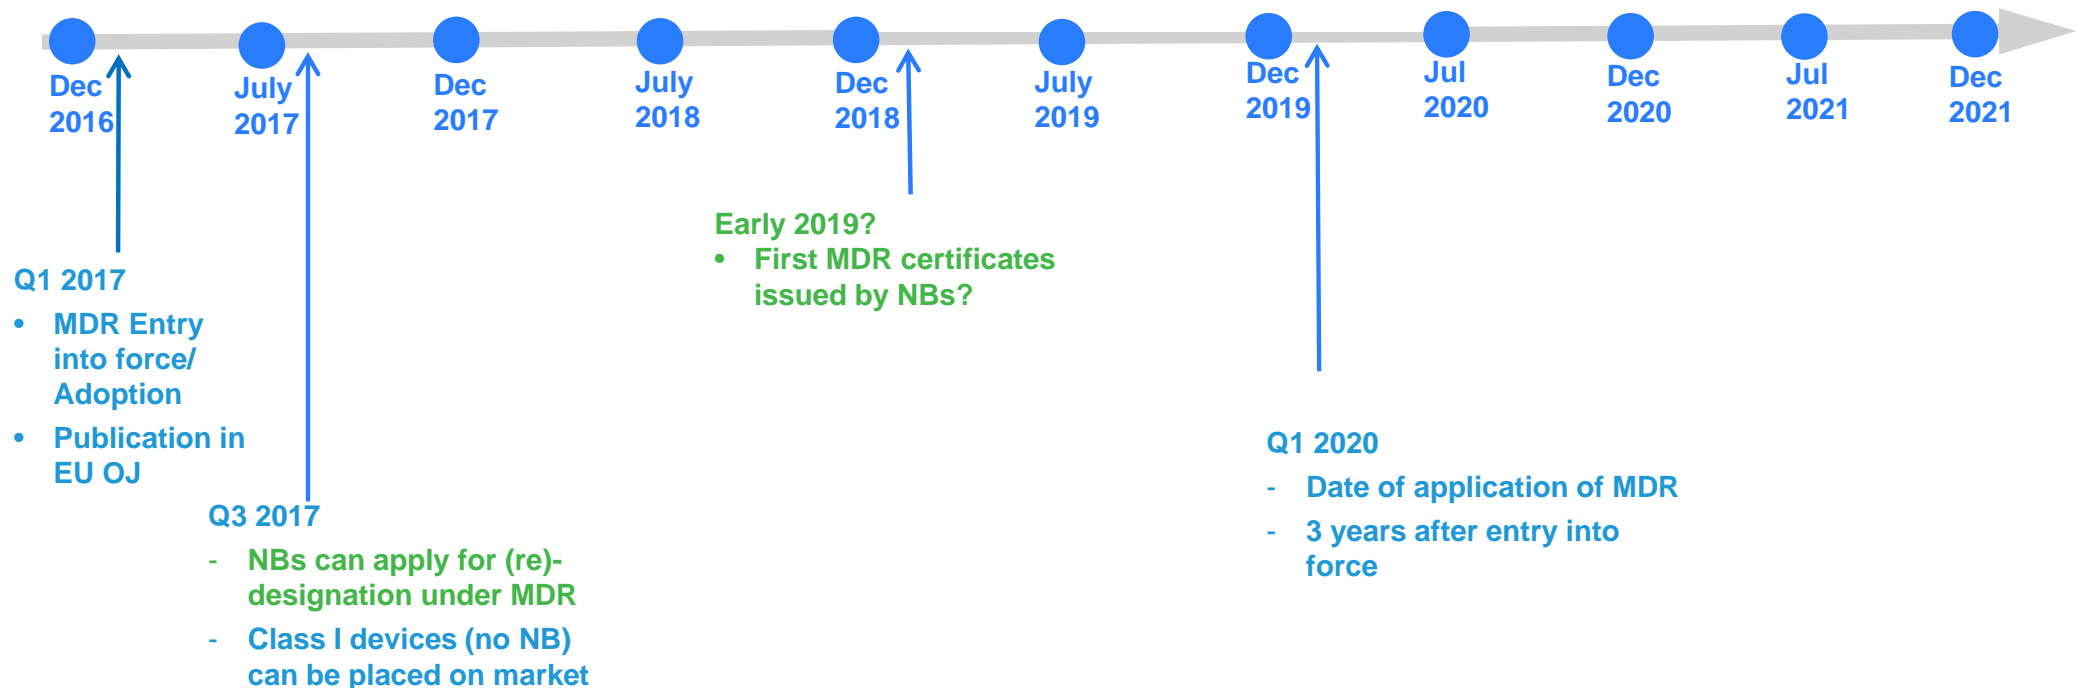 Dec
2016
July
2017
Dec
2017
July
2018
Dec
2018
July
2019
Dec
2019
Jul
2020
Dec
2020
Jul
2021
Dec
2021
Q1 2017
• MDR Entry
into force/
Adoption
• Publication in
EU OJ
Q3 2017
- NBs can apply for (re)-
designation under MDR
- Class I devices (no NB)
can be placed on market
Early 2019?
• First MDR certificates
issued by NBs?
Q1 2020
- Date of application of MDR
- 3 years after entry into
force